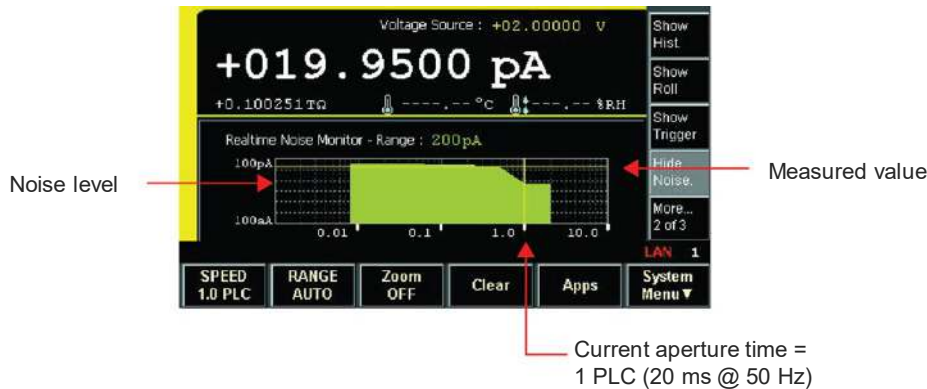 Voltage Source : +02.00000 V
+019.9500 pA
+0.100251TΩ ----.-- °C ---.-- %RH
Realtime Noise Monitor - Range : 200pA
100pA
100aA
0.01 0.1 1.0 10.0
Show Hist.
Show Roll
Show Trigger
Hide Noise.
More... 2 of 3
LAN 1
SPEED 1.0 PLC
RANGE AUTO
Zoom OFF
Clear
Apps
System Menu ▼
Noise level
Measured value
Current aperture time =
1 PLC (20 ms @ 50 Hz)